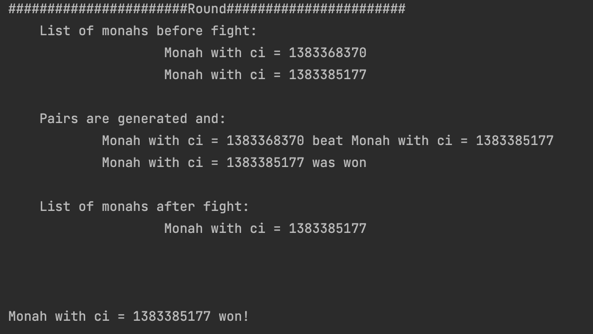 #######################Round#######################
List of monahs before fight:
Monah with ci = 1383368370
Monah with ci = 1383385177
Pairs are generated and:
Monah with ci = 1383368370 beat Monah with ci = 1383385177
Monah with ci = 1383385177 was won
List of monahs after fight:
Monah with ci = 1383385177
Monah with ci = 1383385177 won!